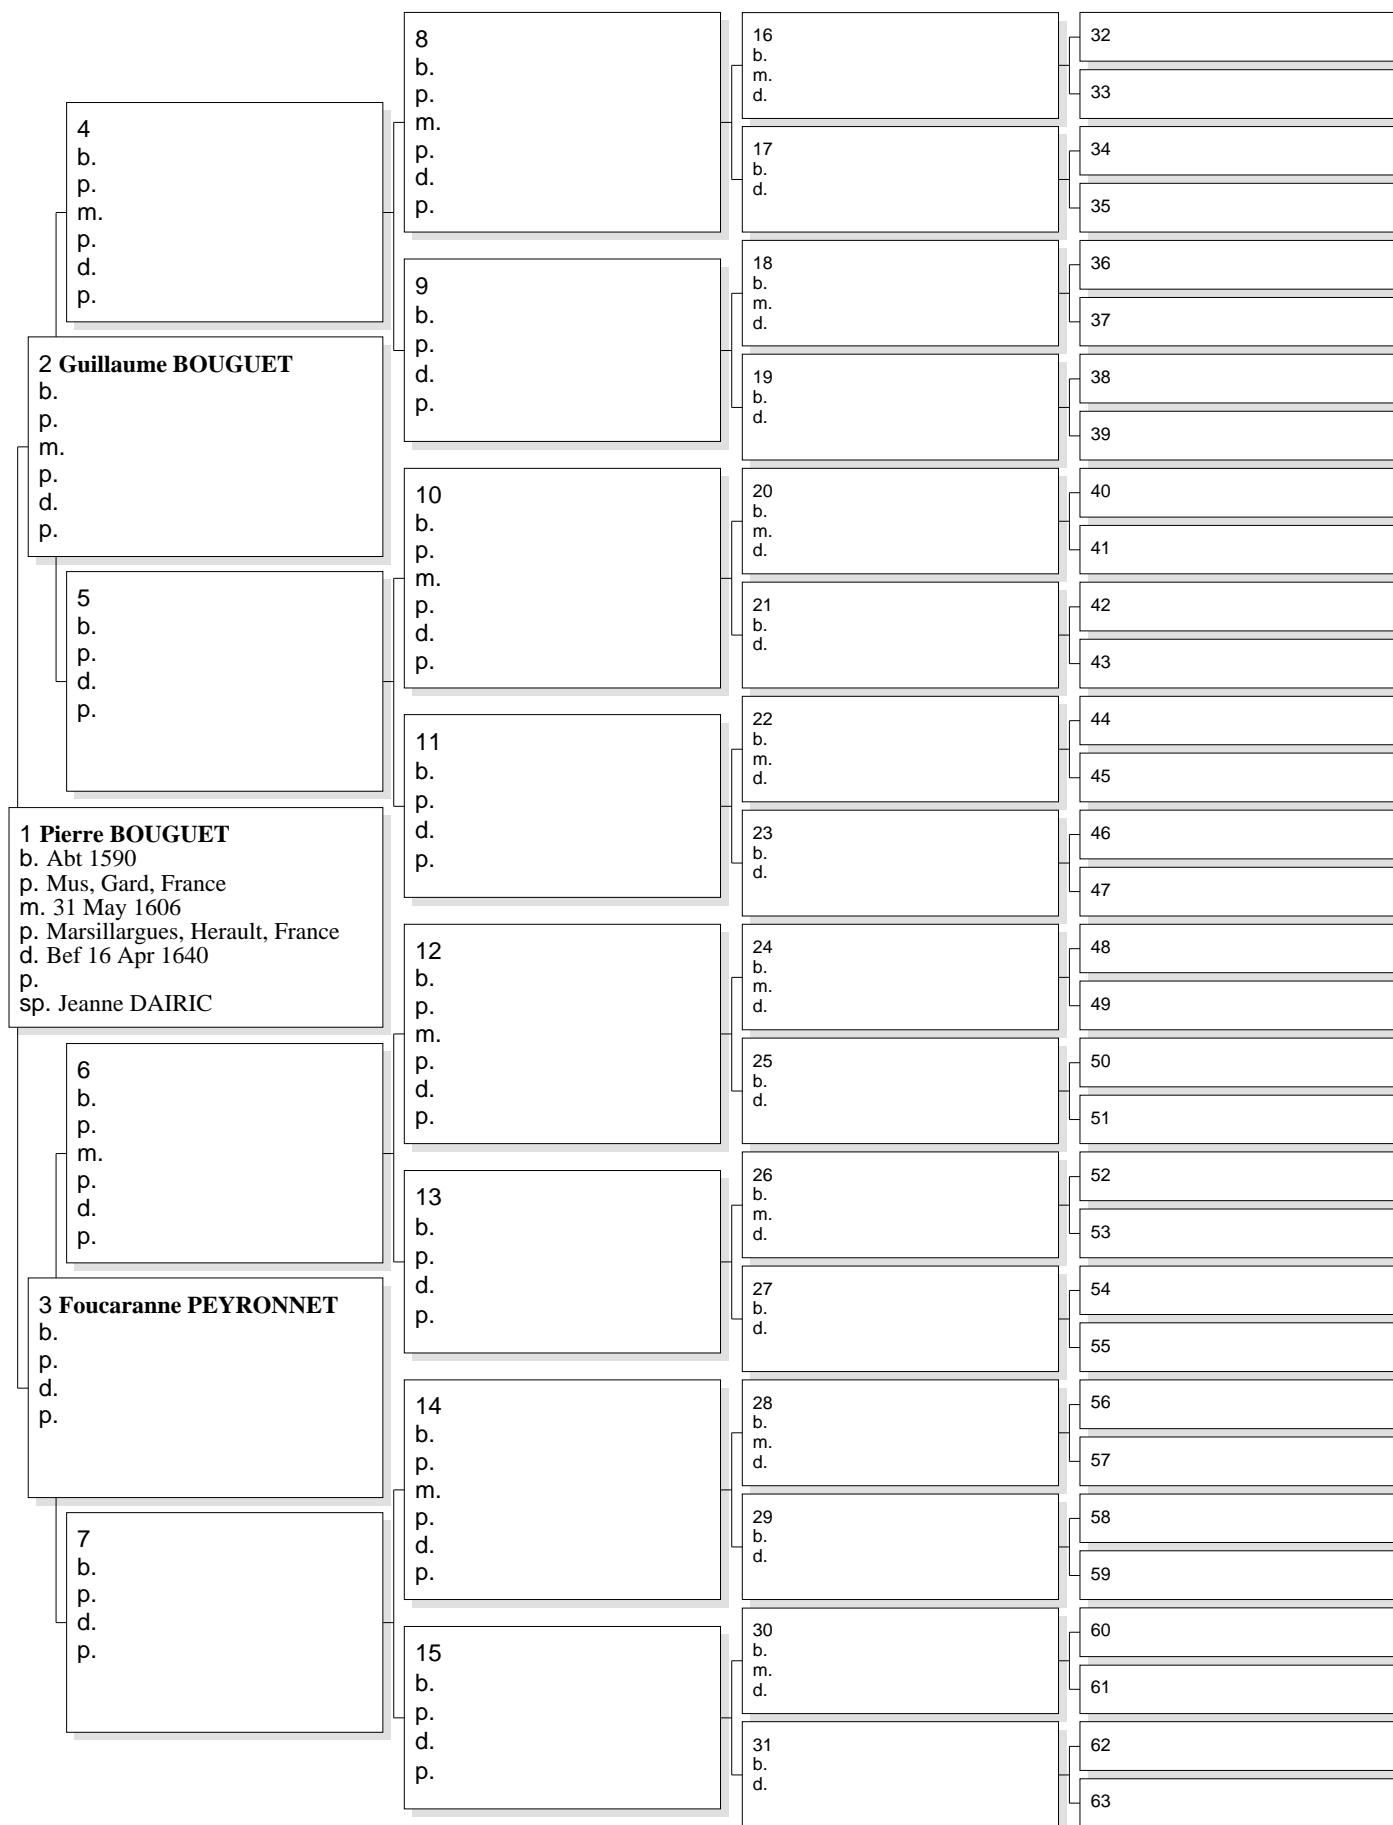 1 Pierre BOUGUET
b. Abt 1590
p. Mus, Gard, France
m. 31 May 1606
p. Marsillargues, Herault, France
d. Bef 16 Apr 1640
p.
sp. Jeanne DAIRIC
2 Guillaume BOUGUET
b.
p.
m.
p.
d.
p.
3 Foucaranne PEYRONNET
b.
p.
d.
p.
4
b.
p.
m.
p.
d.
p.
5
b.
p.
d.
p.
6
b.
p.
m.
p.
d.
p.
7
b.
p.
d.
p.
8
b.
p.
m.
p.
d.
p.
9
b.
p.
d.
p.
10
b.
p.
m.
p.
d.
p.
11
b.
p.
d.
p.
12
b.
p.
m.
p.
d.
p.
13
b.
p.
d.
p.
14
b.
p.
m.
p.
d.
p.
15
b.
p.
d.
p.
16
b.
m.
d.
17
b.
d.
18
b.
m.
d.
19
b.
d.
20
b.
m.
d.
21
b.
d.
22
b.
m.
d.
23
b.
d.
24
b.
m.
d.
25
b.
d.
26
b.
m.
d.
27
b.
d.
28
b.
m.
d.
29
b.
d.
30
b.
m.
d.
31
b.
d.
32
33
34
35
36
37
38
39
40
41
42
43
44
45
46
47
48
49
50
51
52
53
54
55
56
57
58
59
60
61
62
63